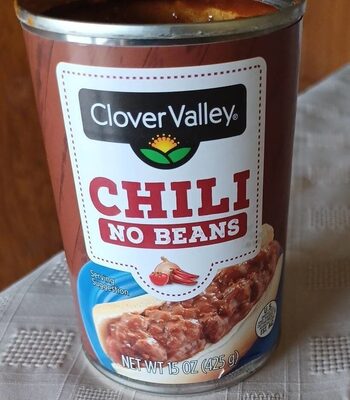 Clover Valley®
CHILI
NO BEANS
Serving
Suggestion
NET WT 15 OZ (425 g)